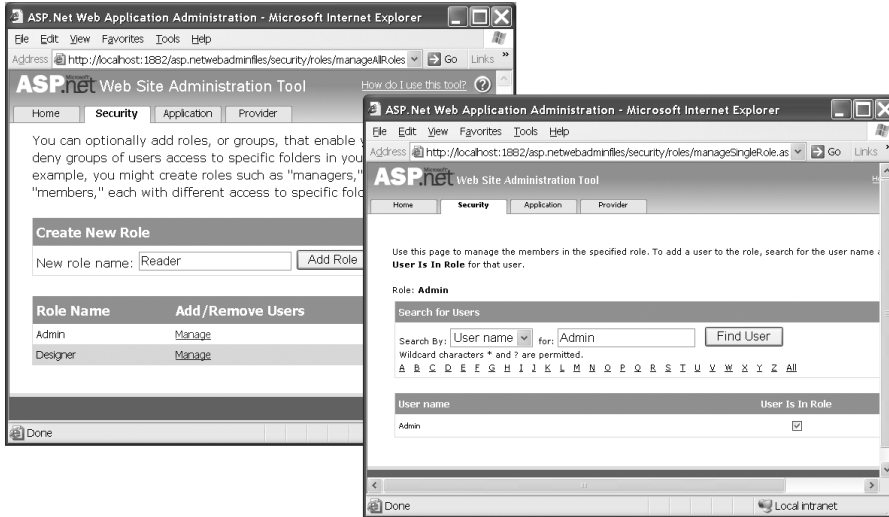 ASP.Net Web Application Administration - Microsoft Internet Explorer
File Edit View Favorites Tools Help
Address http://localhost:1882/asp.netwebadminfiles/security/roles/manageAllRoles Go Links »
ASP.net Web Site Administration Tool How do I use this tool? ?
Home Security Application Provider
You can optionally add roles, or groups, that enable
deny groups of users access to specific folders in you
example, you might create roles such as "managers,"
"members," each with different access to specific fold
Create New Role
New role name: Reader Add Role
Role Name Add/Remove Users
Admin Manage
Designer Manage
Done
ASP.Net Web Application Administration - Microsoft Internet Explorer
File Edit View Favorites Tools Help
Address http://localhost:1882/asp.netwebadminfiles/security/roles/manageSingleRole.as Go Links »
ASP.net Web Site Administration Tool
Home Security Application Provider
Use this page to manage the members in the specified role. To add a user to the role, search for the user name
User Is In Role for that user.
Role: Admin
Search for Users
Search By: User name for: Admin Find User
Wildcard characters * and ? are permitted.
A B C D E F G H I J K L M N O P Q R S T U V W X Y Z All
User name User Is In Role
Admin
Done Local intranet